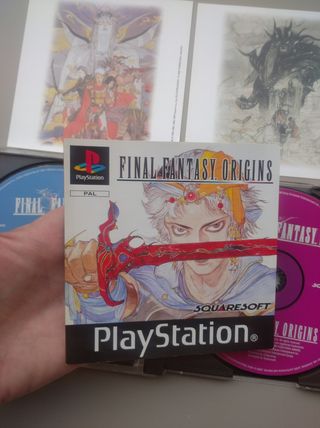 PlayStation
PAL
FINAL FANTASY ORIGINS
SQUARESOFT
PlayStation®
FINAL
FANTASY
ORIGINS